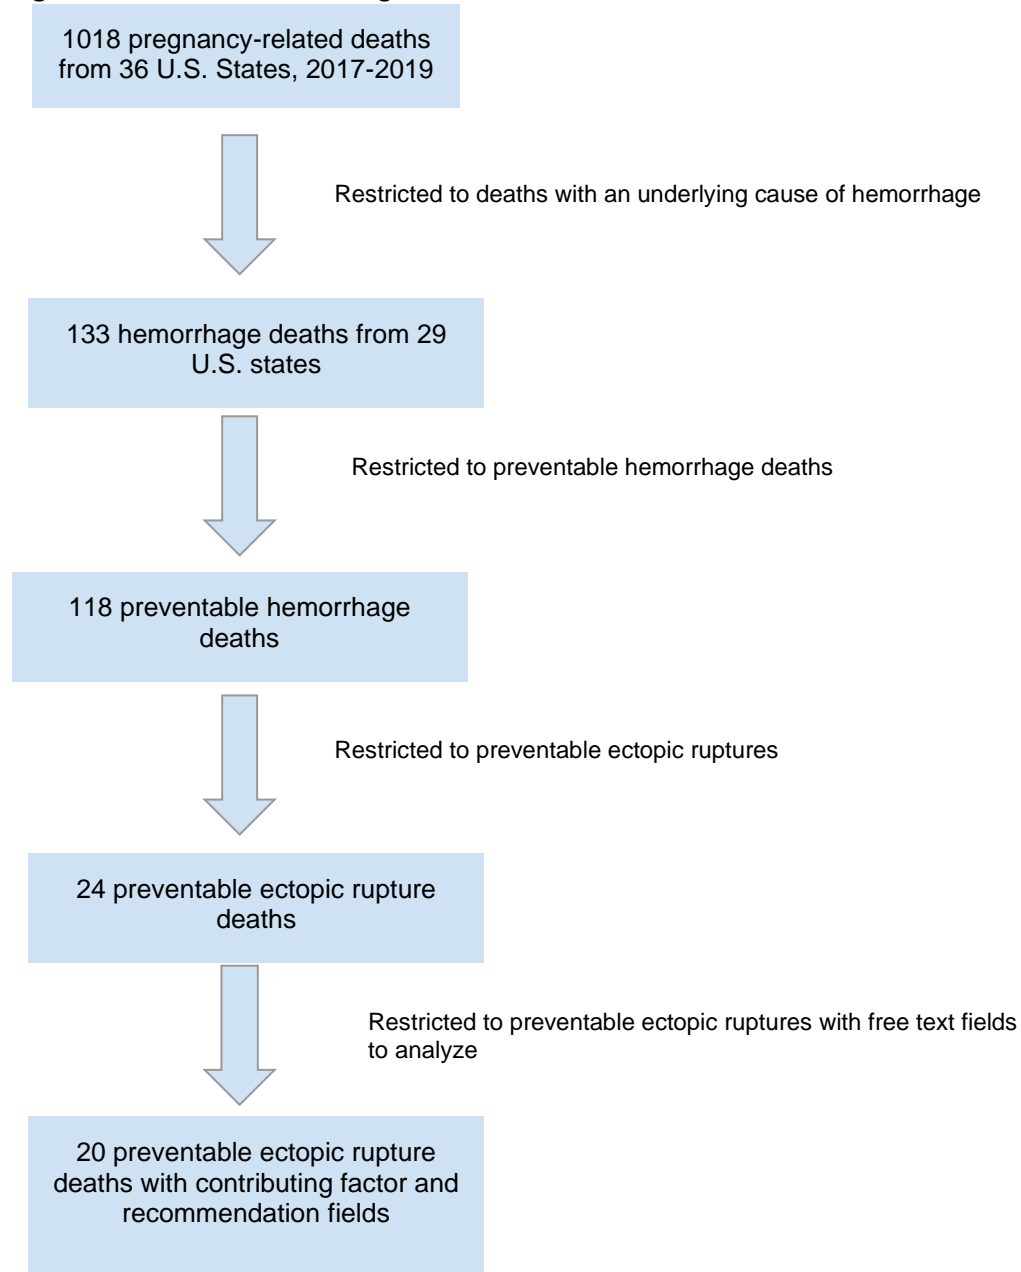 1018 pregnancy-related deaths
from 36 U.S. States, 2017-2019
Restricted to deaths with an underlying cause of hemorrhage
133 hemorrhage deaths from 29
U.S. states
Restricted to preventable hemorrhage deaths
118 preventable hemorrhage
deaths
Restricted to preventable ectopic ruptures
24 preventable ectopic rupture
deaths
Restricted to preventable ectopic ruptures with free text fields
to analyze
20 preventable ectopic rupture
deaths with contributing factor and
recommendation fields